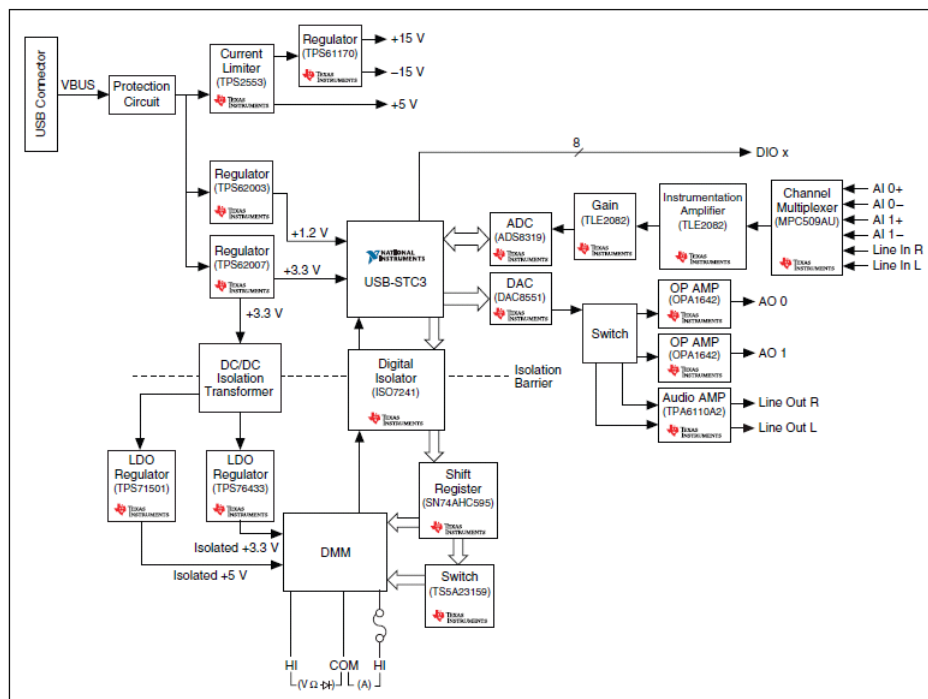 USB Connector
VBUS
Protection
Circuit
Current
Limiter
(TPS2553)
TEXAS
INSTRUMENTS
Regulator
(TPS61170)
TEXAS
INSTRUMENTS
+15 V
–15 V
+5 V
8
DIO x
Regulator
(TPS62003)
TEXAS
INSTRUMENTS
+1.2 V
Regulator
(TPS62007)
TEXAS
INSTRUMENTS
+3.3 V
+3.3 V
NATIONAL
INSTRUMENTS
USB-STC3
ADC
(ADS8319)
TEXAS
INSTRUMENTS
Gain
(TLE2082)
TEXAS
INSTRUMENTS
Instrumentation
Amplifier
(TLE2082)
TEXAS
INSTRUMENTS
Channel
Multiplexer
(MPC509AU)
TEXAS
INSTRUMENTS
AI 0+
AI 0–
AI 1+
AI 1–
Line In R
Line In L
DAC
(DAC8551)
TEXAS
INSTRUMENTS
Switch
OP AMP
(OPA1642)
TEXAS
INSTRUMENTS
AO 0
OP AMP
(OPA1642)
TEXAS
INSTRUMENTS
AO 1
Audio AMP
(TPA6110A2)
TEXAS
INSTRUMENTS
Line Out R
Line Out L
DC/DC
Isolation
Transformer
Digital
Isolator
(ISO7241)
TEXAS
INSTRUMENTS
Isolation
Barrier
LDO
Regulator
(TPS71501)
TEXAS
INSTRUMENTS
LDO
Regulator
(TPS76433)
TEXAS
INSTRUMENTS
Shift
Register
(SN74AHC595)
TEXAS
INSTRUMENTS
Isolated +3.3 V
Isolated +5 V
DMM
Switch
(TS5A23159)
TEXAS
INSTRUMENTS
HI
COM
HI
(V Ω )
(A)